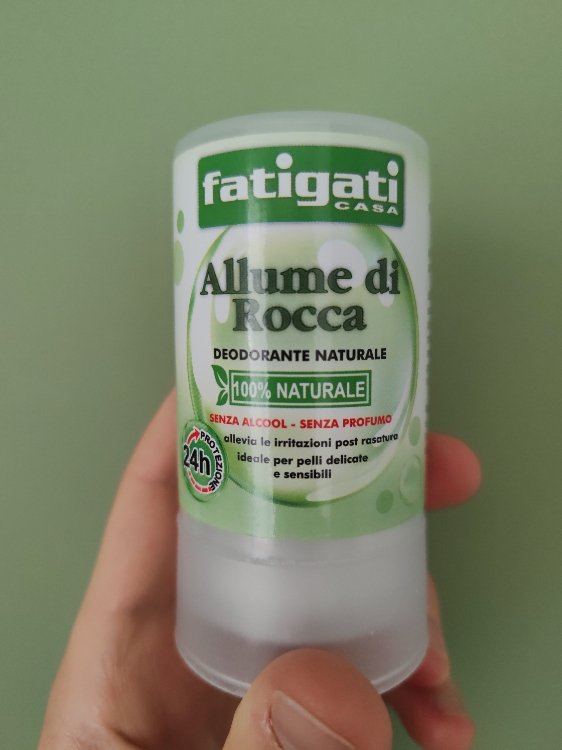 fatigati
CASA
Allume di
Rocca
DEODORANTE NATURALE
100% NATURALE
SENZA ALCOOL - SENZA PROFUMO
allevia le irritazioni post rasatura
ideale per pelli delicate
e sensibili
24h
PROTEZIONE